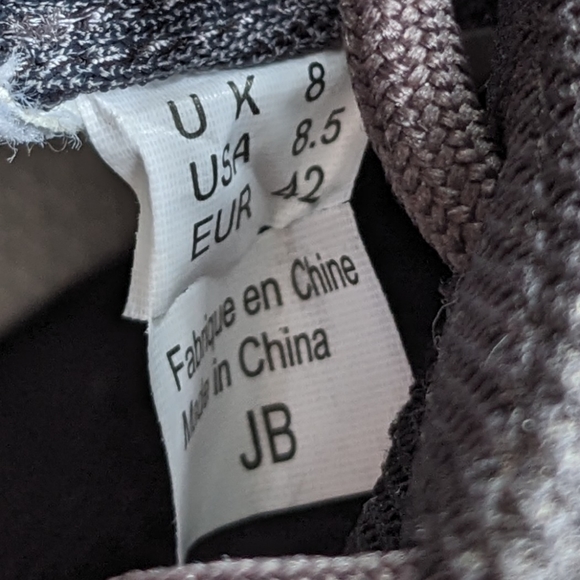 UK 8
USA 8.5
EUR 42
Fabrique en Chine
Made in China
JB